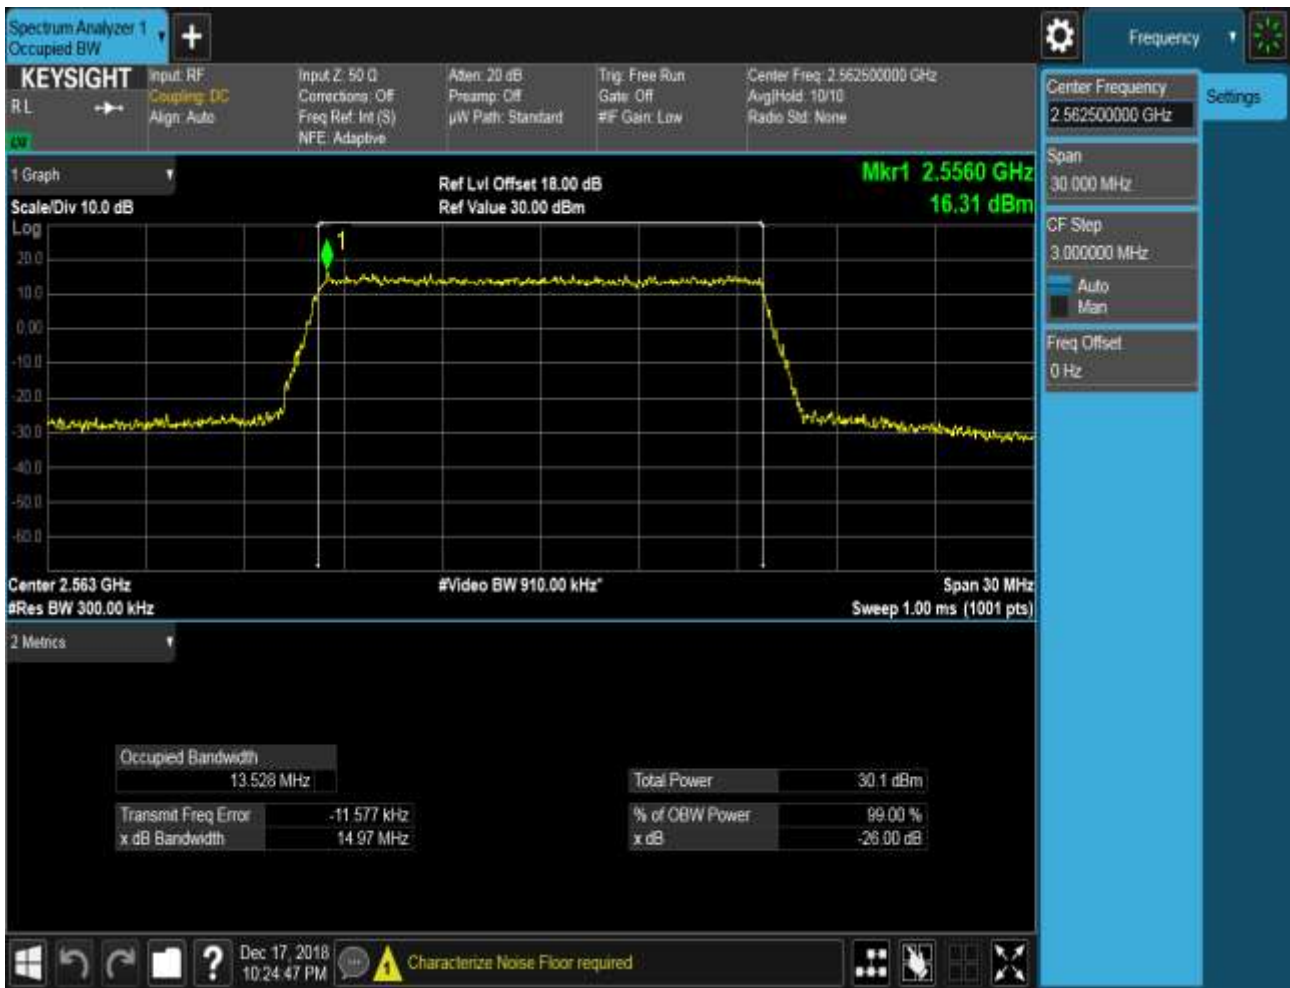 Spectrum Analyzer 1
Occupied BW
Frequency
KEYSIGHT
R L
Input: RF
Coupling: DC
Align: Auto
Input Z: 50 Ω
Corrections: Off
Freq Ref: Int (S)
NFE: Adaptive
Atten: 20 dB
Preamp: Off
µW Path: Standard
Trig: Free Run
Gate: Off
#IF Gain: Low
Center Freq: 2.562500000 GHz
Avg|Hold: 10/10
Radio Std: None
Center Frequency
2.562500000 GHz
Settings
Span
30.000 MHz
CF Step
3.000000 MHz
Auto
Man
Freq Offset
0 Hz
1 Graph
Scale/Div 10.0 dB
Ref Lvl Offset 18.00 dB
Ref Value 30.00 dBm
Mkr1 2.5560 GHz
16.31 dBm
Log
1
20.0
10.0
0.00
-10.0
-20.0
-30.0
-40.0
-50.0
-60.0
Center 2.563 GHz
#Res BW 300.00 kHz
#Video BW 910.00 kHz*
Span 30 MHz
Sweep 1.00 ms (1001 pts)
2 Metrics
Occupied Bandwidth
13.528 MHz
Transmit Freq Error -11.577 kHz
x dB Bandwidth 14.97 MHz
Total Power 30.1 dBm
% of OBW Power 99.00 %
x dB -26.00 dB
?
Dec 17, 2018
10:24:47 PM
1
Characterize Noise Floor required